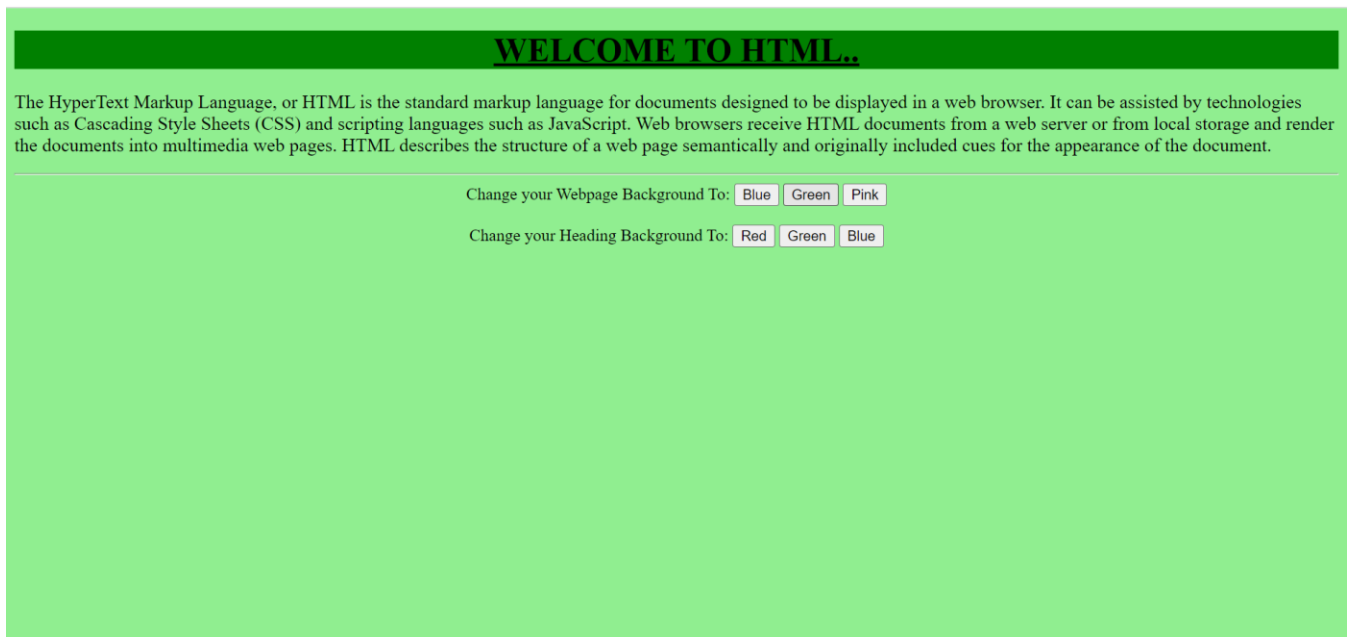 WELCOME TO HTML..
The HyperText Markup Language, or HTML is the standard markup language for documents designed to be displayed in a web browser. It can be assisted by technologies
such as Cascading Style Sheets (CSS) and scripting languages such as JavaScript. Web browsers receive HTML documents from a web server or from local storage and render
the documents into multimedia web pages. HTML describes the structure of a web page semantically and originally included cues for the appearance of the document.
Change your Webpage Background To: Blue Green Pink
Change your Heading Background To: Red Green Blue